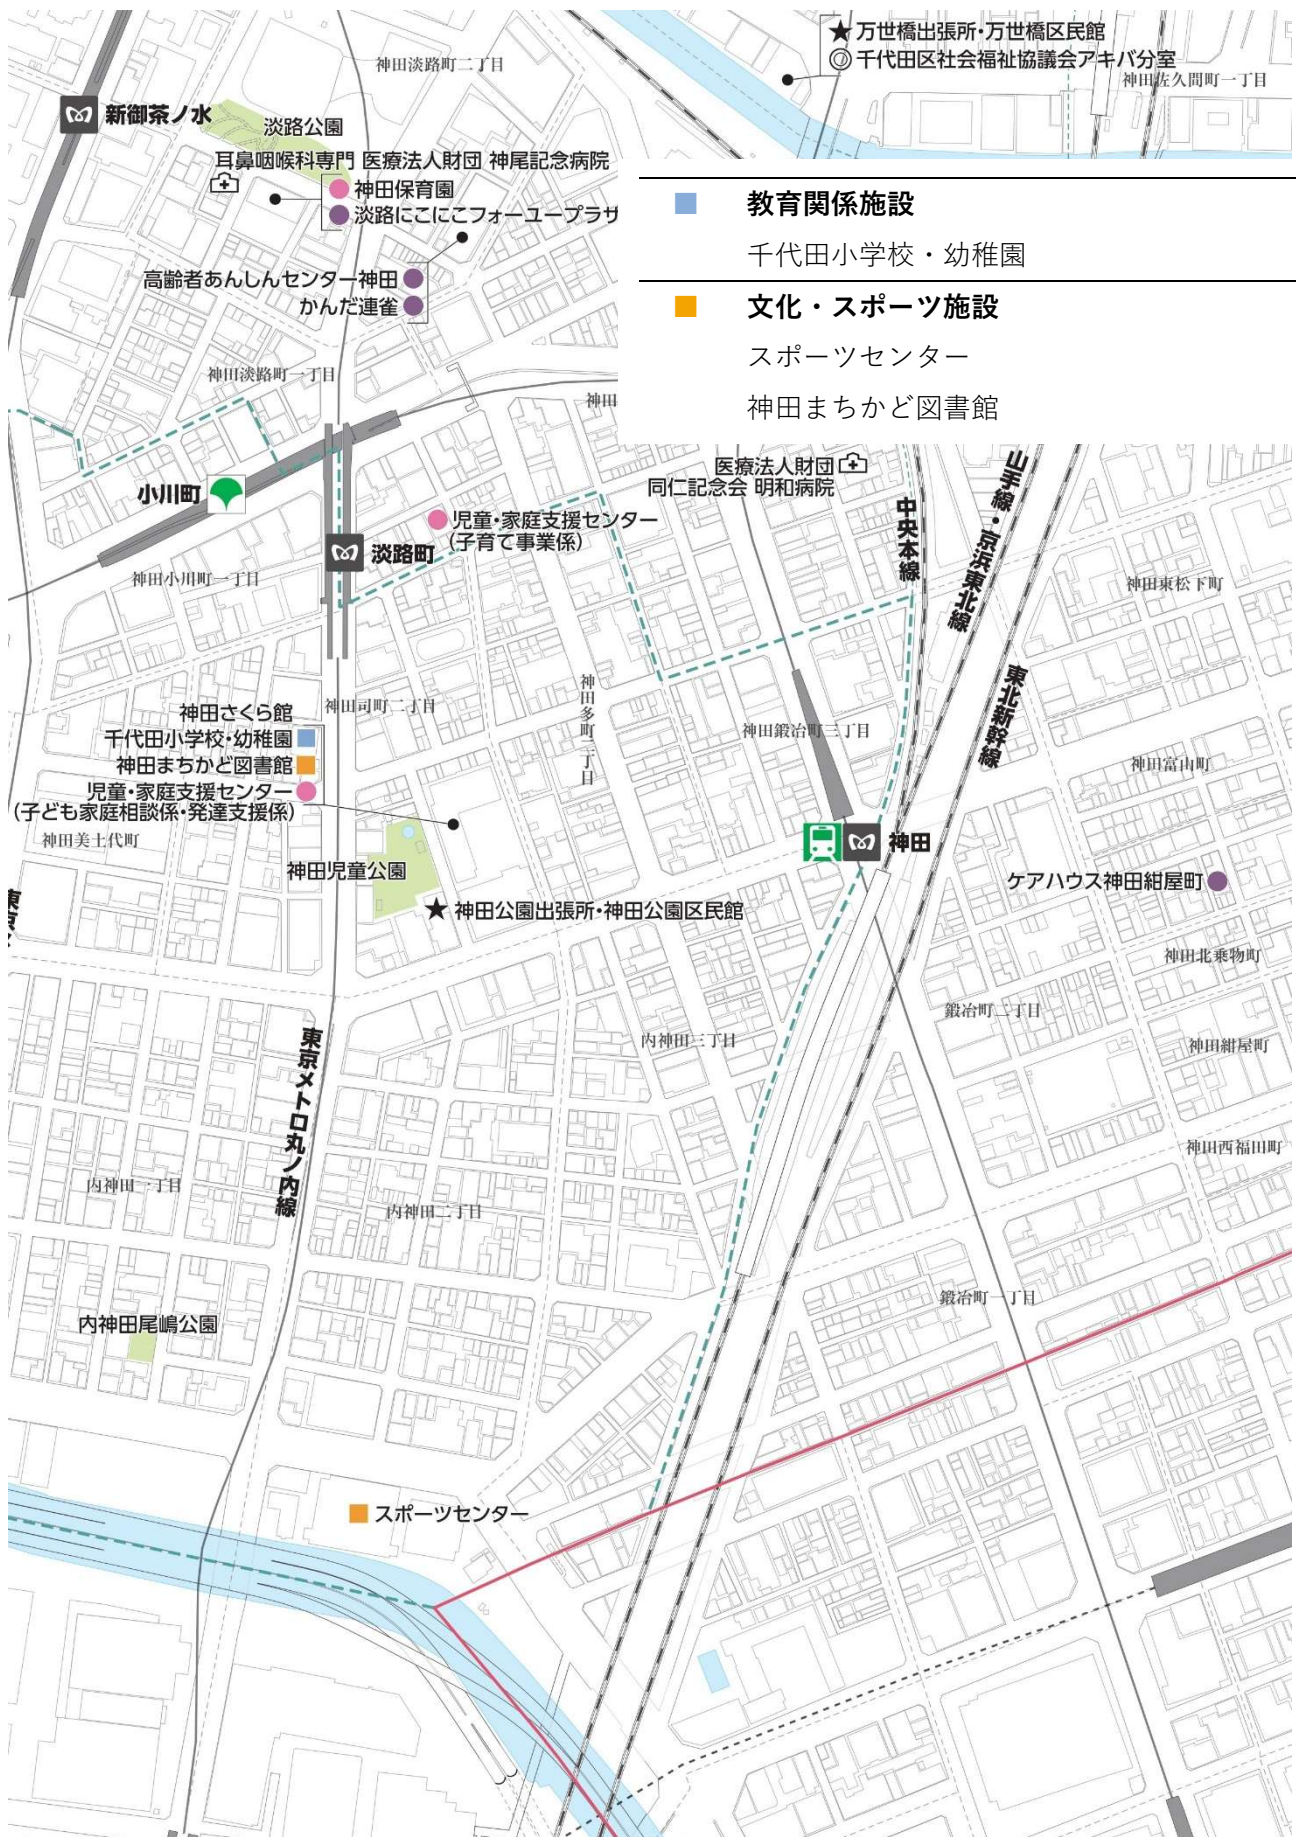 ★万世橋出張所・万世橋区民館
◎千代田区社会福祉協議会アキバ分室
神田淡路町二丁目
神田佐久間町一丁目
新御茶ノ水
淡路公園
耳鼻咽喉科専門 医療法人財団 神尾記念病院
神田保育園
淡路にこにこフォーユープラザ
■ 教育関係施設
千代田小学校・幼稚園
■ 文化・スポーツ施設
スポーツセンター
神田まちかど図書館
高齢者あんしんセンター神田
かんだ連雀
神田淡路町一丁目
神田
医療法人財団
同仁記念会 明和病院
山手線・京浜東北線
中央本線
小川町
児童・家庭支援センター
(子育て事業係)
淡路町
神田小川町一丁目
神田東松下町
東北新幹線
神田司町二丁目
神田多町二丁目
神田鍛冶町三丁目
神田富山町
神田さくら館
千代田小学校・幼稚園
神田まちかど図書館
児童・家庭支援センター
(子ども家庭相談係・発達支援係)
神田美土代町
神田
神田児童公園
ケアハウス神田紺屋町
★ 神田公園出張所・神田公園区民館
神田北乗物町
鍛冶町二丁目
内神田三丁目
神田紺屋町
東京メトロ丸ノ内線
神田西福田町
内神田一丁目
内神田二丁目
鍛冶町一丁目
内神田尾嶋公園
スポーツセンター